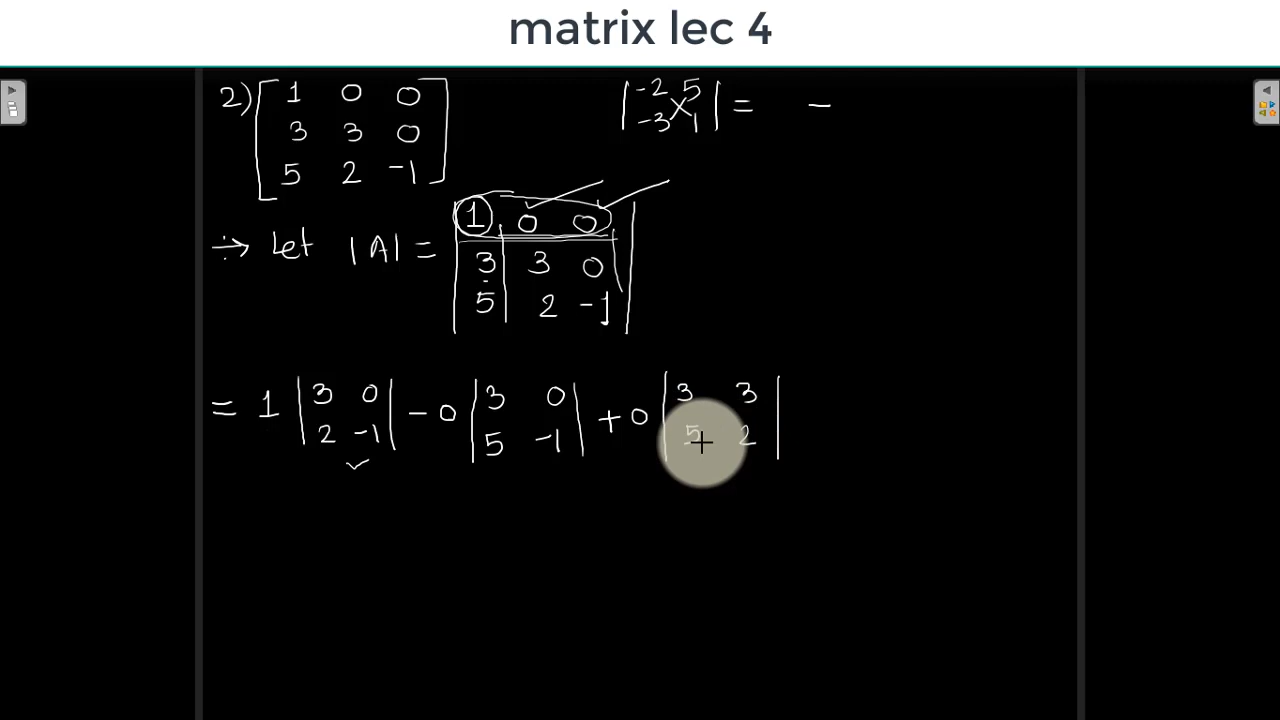 matrix lec 4
2) [1 0 0
3 3 0
5 2 -1]
|-2 5
-3 1| = -
∴→ Let |A| = |1 0 0
3 3 0
5 2 -1|
= 1 |3 0
2 -1| - 0 |3 0
5 -1| + 0 |3 3
5 2|